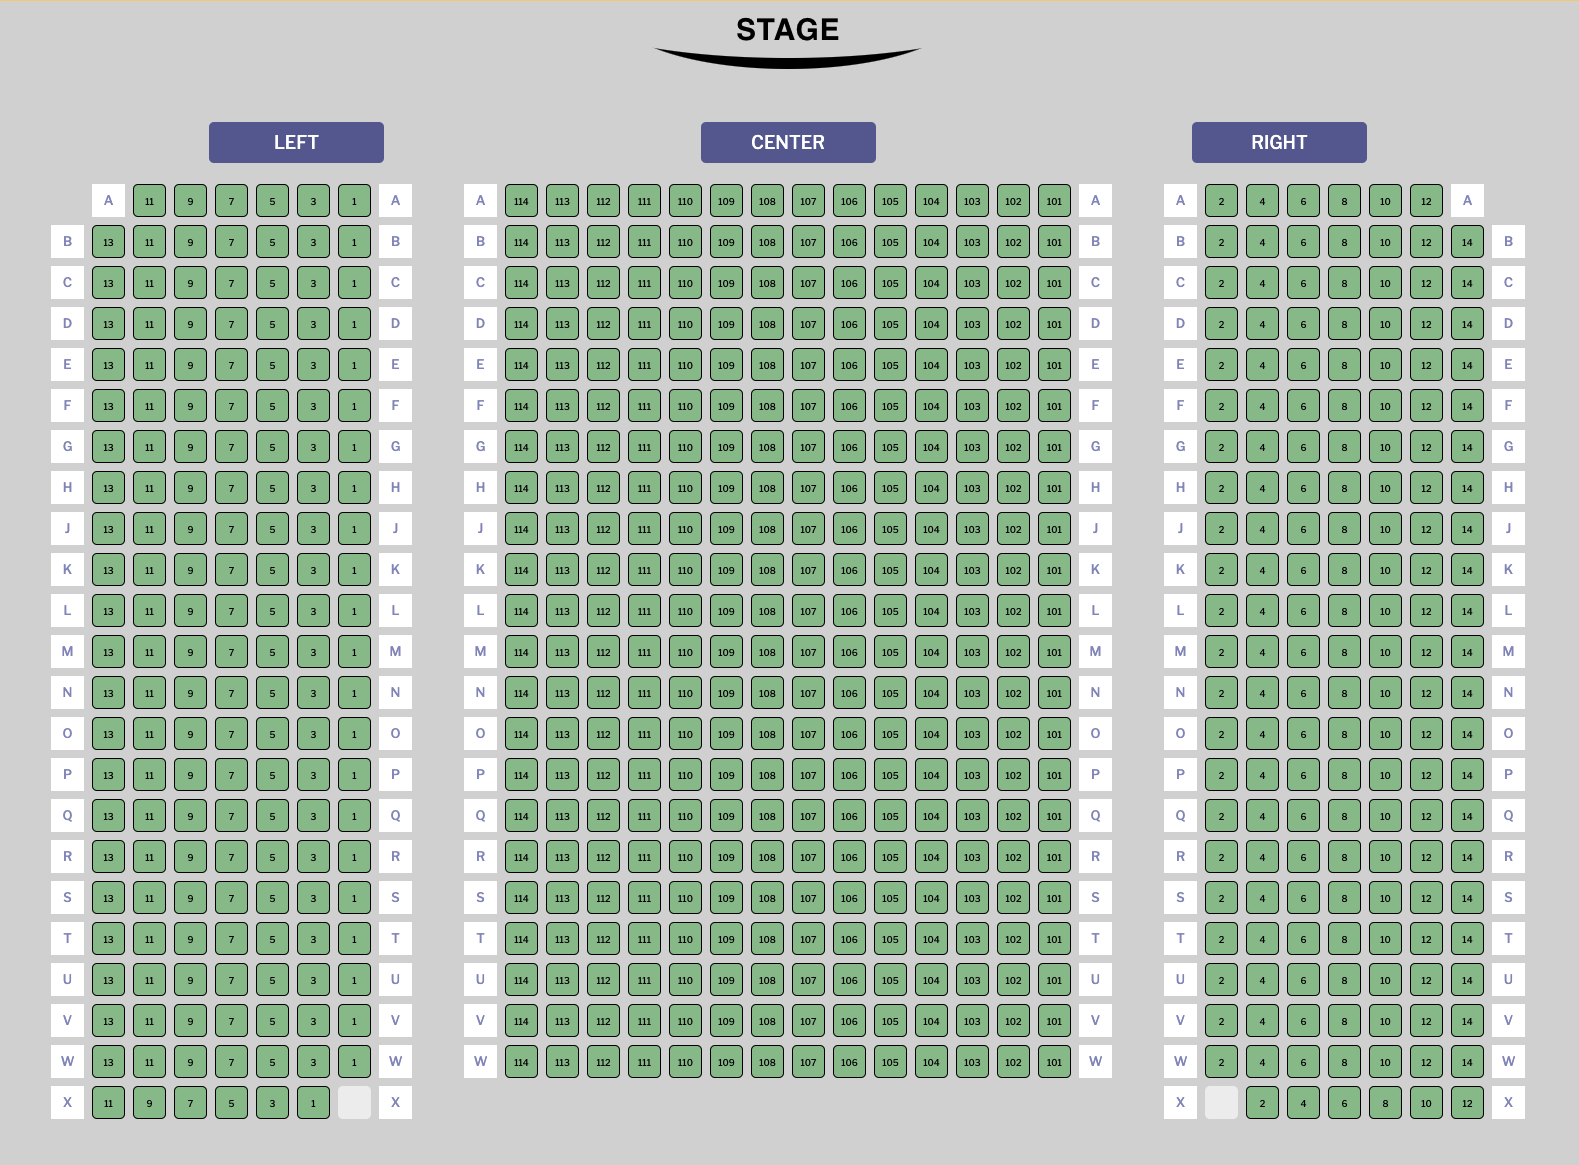 STAGE
LEFT CENTER RIGHT
A 11 9 7 5 3 1 A A 114 113 112 111 110 109 108 107 106 105 104 103 102 101 A A 2 4 6 8 10 12 A
B 13 11 9 7 5 3 1 B B 114 113 112 111 110 109 108 107 106 105 104 103 102 101 B B 2 4 6 8 10 12 14 B
C 13 11 9 7 5 3 1 C C 114 113 112 111 110 109 108 107 106 105 104 103 102 101 C C 2 4 6 8 10 12 14 C
D 13 11 9 7 5 3 1 D D 114 113 112 111 110 109 108 107 106 105 104 103 102 101 D D 2 4 6 8 10 12 14 D
E 13 11 9 7 5 3 1 E E 114 113 112 111 110 109 108 107 106 105 104 103 102 101 E E 2 4 6 8 10 12 14 E
F 13 11 9 7 5 3 1 F F 114 113 112 111 110 109 108 107 106 105 104 103 102 101 F F 2 4 6 8 10 12 14 F
G 13 11 9 7 5 3 1 G G 114 113 112 111 110 109 108 107 106 105 104 103 102 101 G G 2 4 6 8 10 12 14 G
H 13 11 9 7 5 3 1 H H 114 113 112 111 110 109 108 107 106 105 104 103 102 101 H H 2 4 6 8 10 12 14 H
J 13 11 9 7 5 3 1 J J 114 113 112 111 110 109 108 107 106 105 104 103 102 101 J J 2 4 6 8 10 12 14 J
K 13 11 9 7 5 3 1 K K 114 113 112 111 110 109 108 107 106 105 104 103 102 101 K K 2 4 6 8 10 12 14 K
L 13 11 9 7 5 3 1 L L 114 113 112 111 110 109 108 107 106 105 104 103 102 101 L L 2 4 6 8 10 12 14 L
M 13 11 9 7 5 3 1 M M 114 113 112 111 110 109 108 107 106 105 104 103 102 101 M M 2 4 6 8 10 12 14 M
N 13 11 9 7 5 3 1 N N 114 113 112 111 110 109 108 107 106 105 104 103 102 101 N N 2 4 6 8 10 12 14 N
O 13 11 9 7 5 3 1 O O 114 113 112 111 110 109 108 107 106 105 104 103 102 101 O O 2 4 6 8 10 12 14 O
P 13 11 9 7 5 3 1 P P 114 113 112 111 110 109 108 107 106 105 104 103 102 101 P P 2 4 6 8 10 12 14 P
Q 13 11 9 7 5 3 1 Q Q 114 113 112 111 110 109 108 107 106 105 104 103 102 101 Q Q 2 4 6 8 10 12 14 Q
R 13 11 9 7 5 3 1 R R 114 113 112 111 110 109 108 107 106 105 104 103 102 101 R R 2 4 6 8 10 12 14 R
S 13 11 9 7 5 3 1 S S 114 113 112 111 110 109 108 107 106 105 104 103 102 101 S S 2 4 6 8 10 12 14 S
T 13 11 9 7 5 3 1 T T 114 113 112 111 110 109 108 107 106 105 104 103 102 101 T T 2 4 6 8 10 12 14 T
U 13 11 9 7 5 3 1 U U 114 113 112 111 110 109 108 107 106 105 104 103 102 101 U U 2 4 6 8 10 12 14 U
V 13 11 9 7 5 3 1 V V 114 113 112 111 110 109 108 107 106 105 104 103 102 101 V V 2 4 6 8 10 12 14 V
W 13 11 9 7 5 3 1 W W 114 113 112 111 110 109 108 107 106 105 104 103 102 101 W W 2 4 6 8 10 12 14 W
X 11 9 7 5 3 1 X X 2 4 6 8 10 12 X